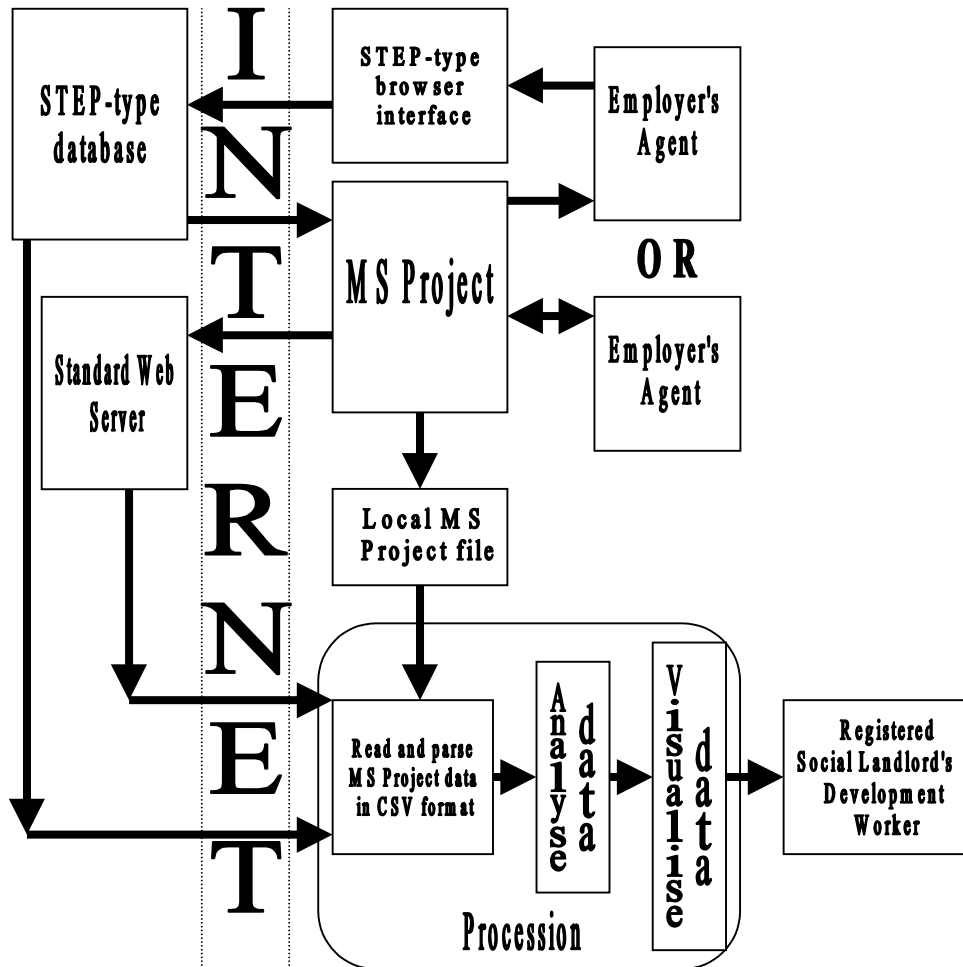 STEP-type
database
INTERNET
STEP-type
browser
interface
Employer's
Agent
MS Project
OR
Employer's
Agent
Standard Web
Server
Local MS
Project file
Read and parse
MS Project data
in CSV format
Analyse
data
Visualise
data
Registered
Social Landlord's
Development
Worker
Procession